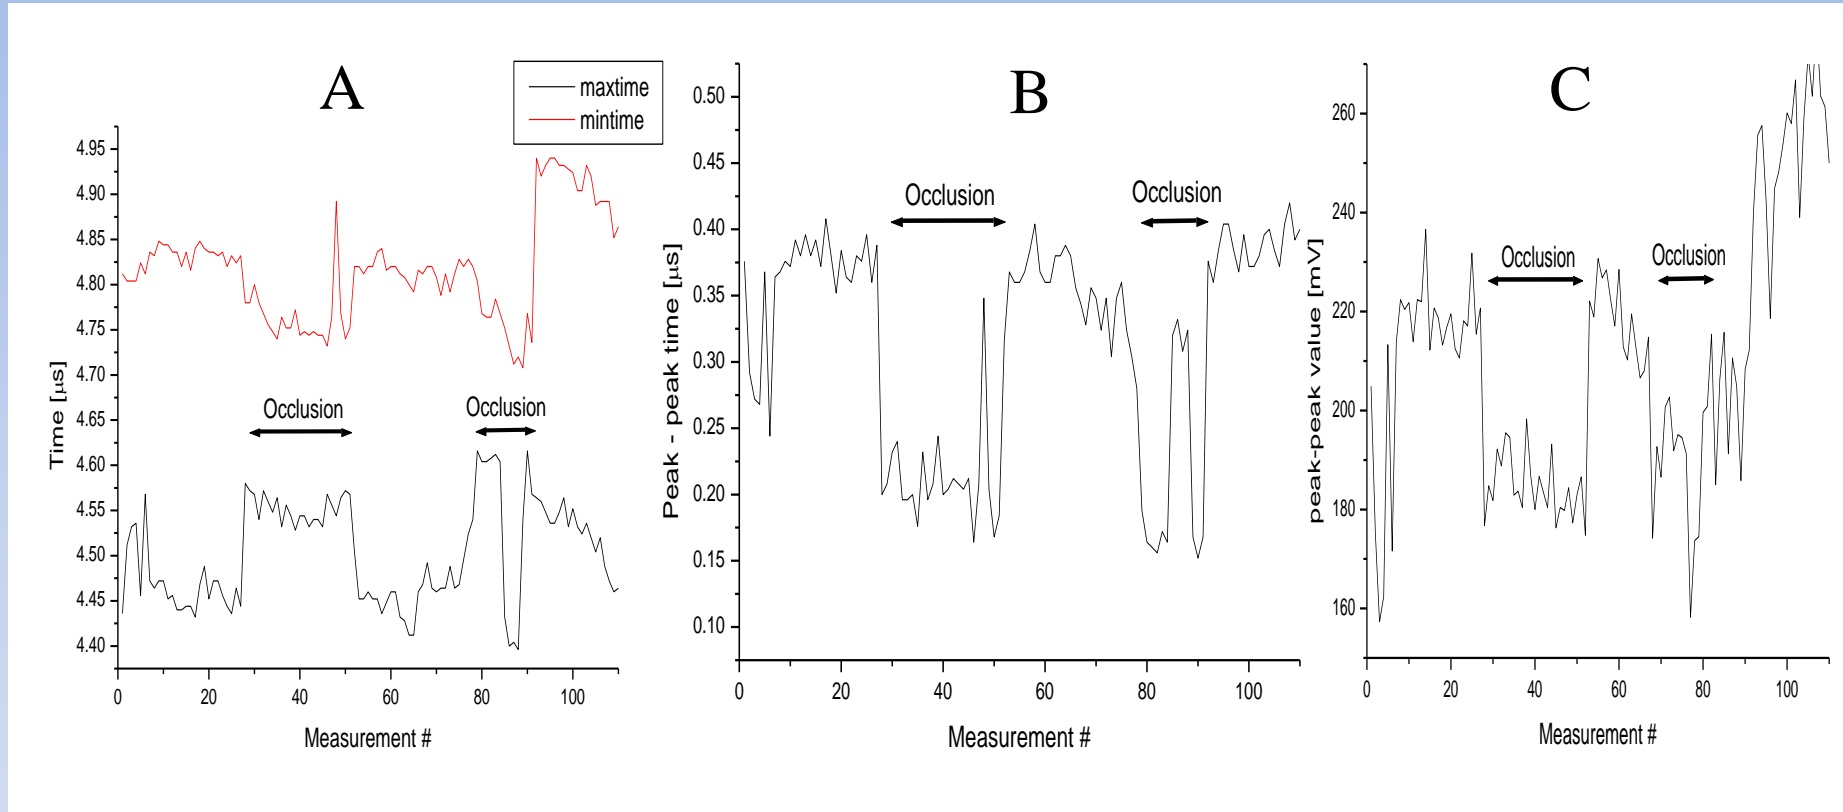 A
maxtime
mintime
4.95
4.90
4.85
4.80
4.75
4.70
4.65
4.60
4.55
4.50
4.45
4.40
Time [µs]
Occlusion
Occlusion
0 20 40 60 80 100
Measurement #
B
0.50
0.45
0.40
0.35
0.30
0.25
0.20
0.15
0.10
Peak - peak time [µs]
Occlusion
Occlusion
0 20 40 60 80 100
Measurement #
C
260
240
220
200
180
160
peak-peak value [mV]
Occlusion
Occlusion
0 20 40 60 80 100
Measurement #